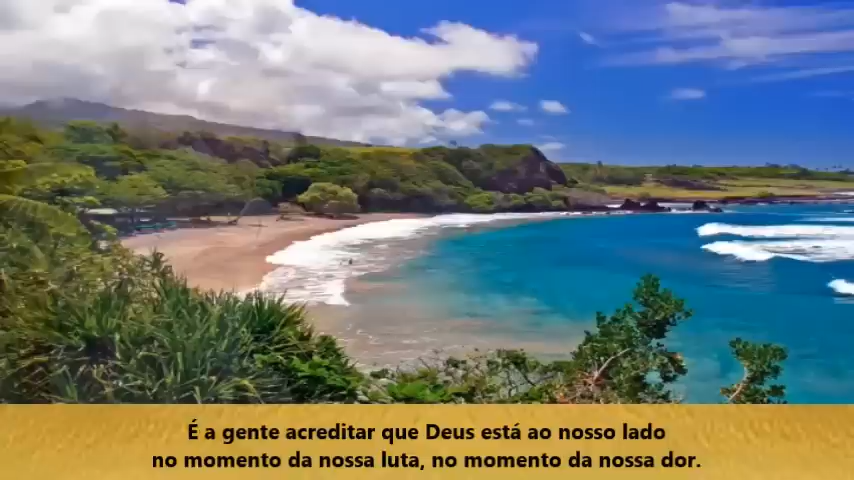 É a gente acreditar que Deus está ao nosso lado
no momento da nossa luta, no momento da nossa dor.